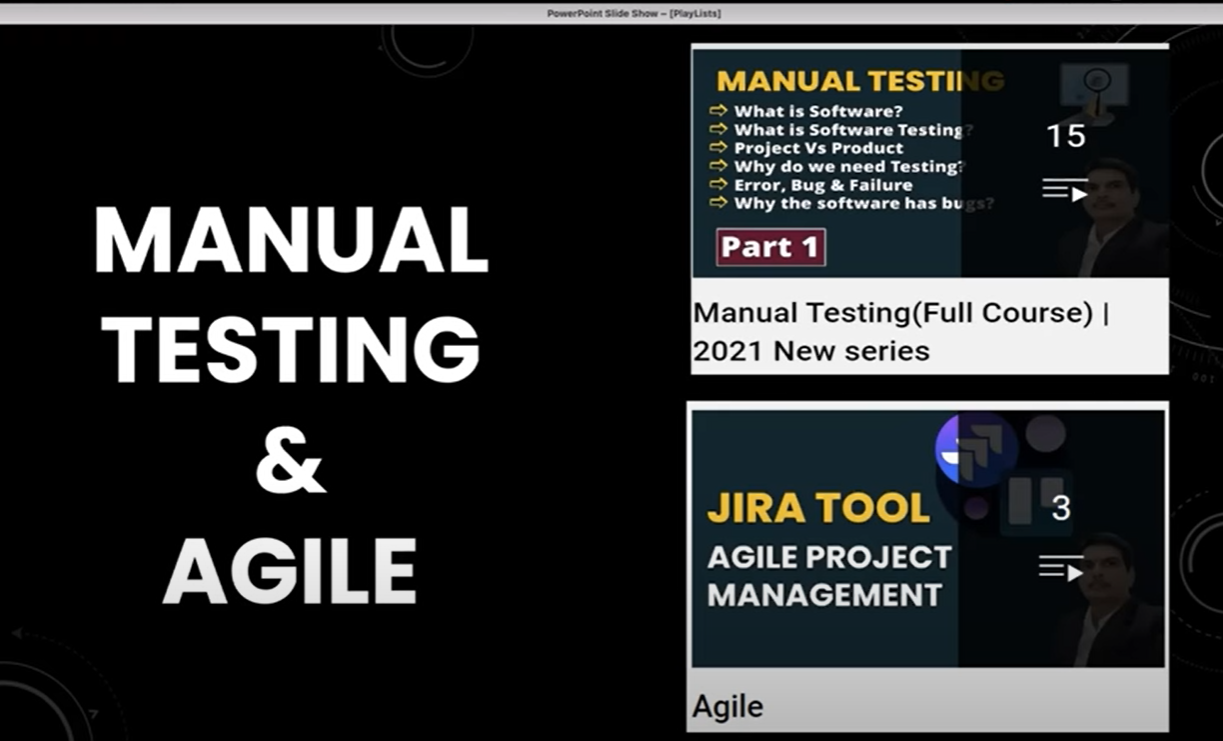 PowerPoint Slide Show – [PlayLists]
MANUAL
TESTING
&
AGILE
MANUAL TESTING
⇨ What is Software?
⇨ What is Software Testing?
⇨ Project Vs Product
⇨ Why do we need Testing?
⇨ Error, Bug & Failure
⇨ Why the software has bugs?
Part 1
15
Manual Testing(Full Course) |
2021 New series
JIRA TOOL
AGILE PROJECT
MANAGEMENT
3
Agile